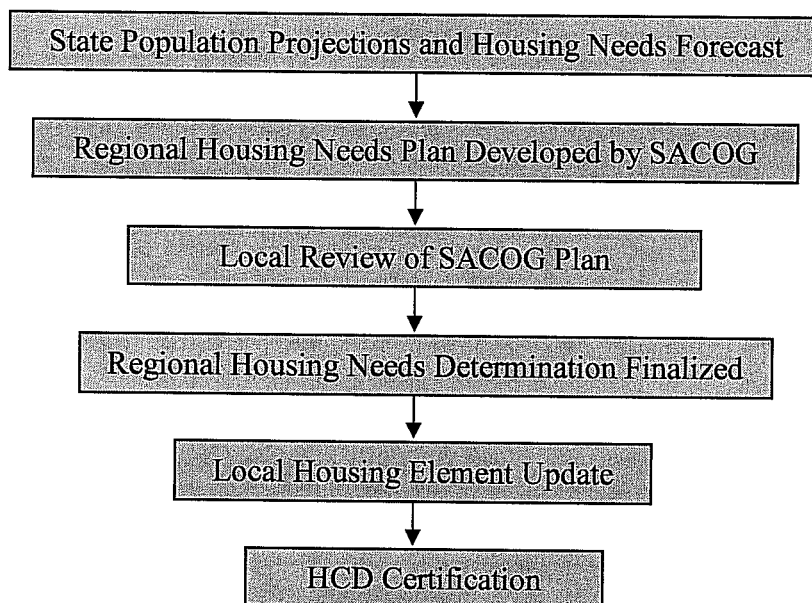 State Population Projections and Housing Needs Forecast
Regional Housing Needs Plan Developed by SACOG
Local Review of SACOG Plan
Regional Housing Needs Determination Finalized
Local Housing Element Update
HCD Certification